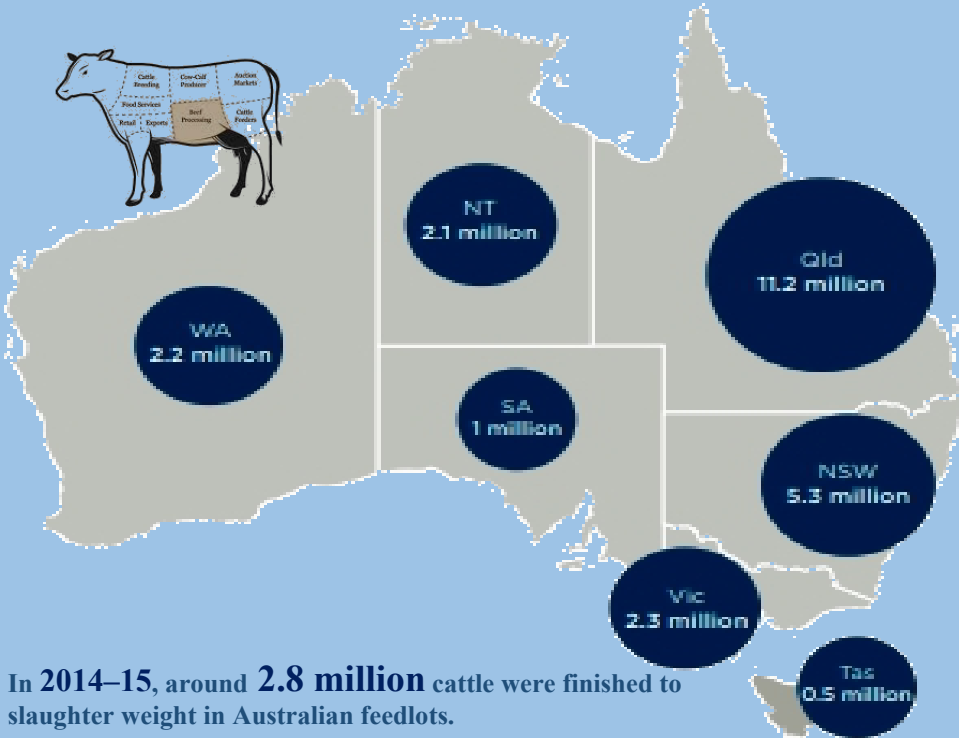 Cattle
Breeding
Cow-Calf
Producer
Auction
Markets
Food Services
Retail
Exports
Beef
Processing
Cattle
Feeders
NT
2.1 million
Qld
11.2 million
WA
2.2 million
SA
1 million
NSW
5.3 million
Vic
2.3 million
Tas
0.5 million
In 2014–15, around 2.8 million cattle were finished to
slaughter weight in Australian feedlots.